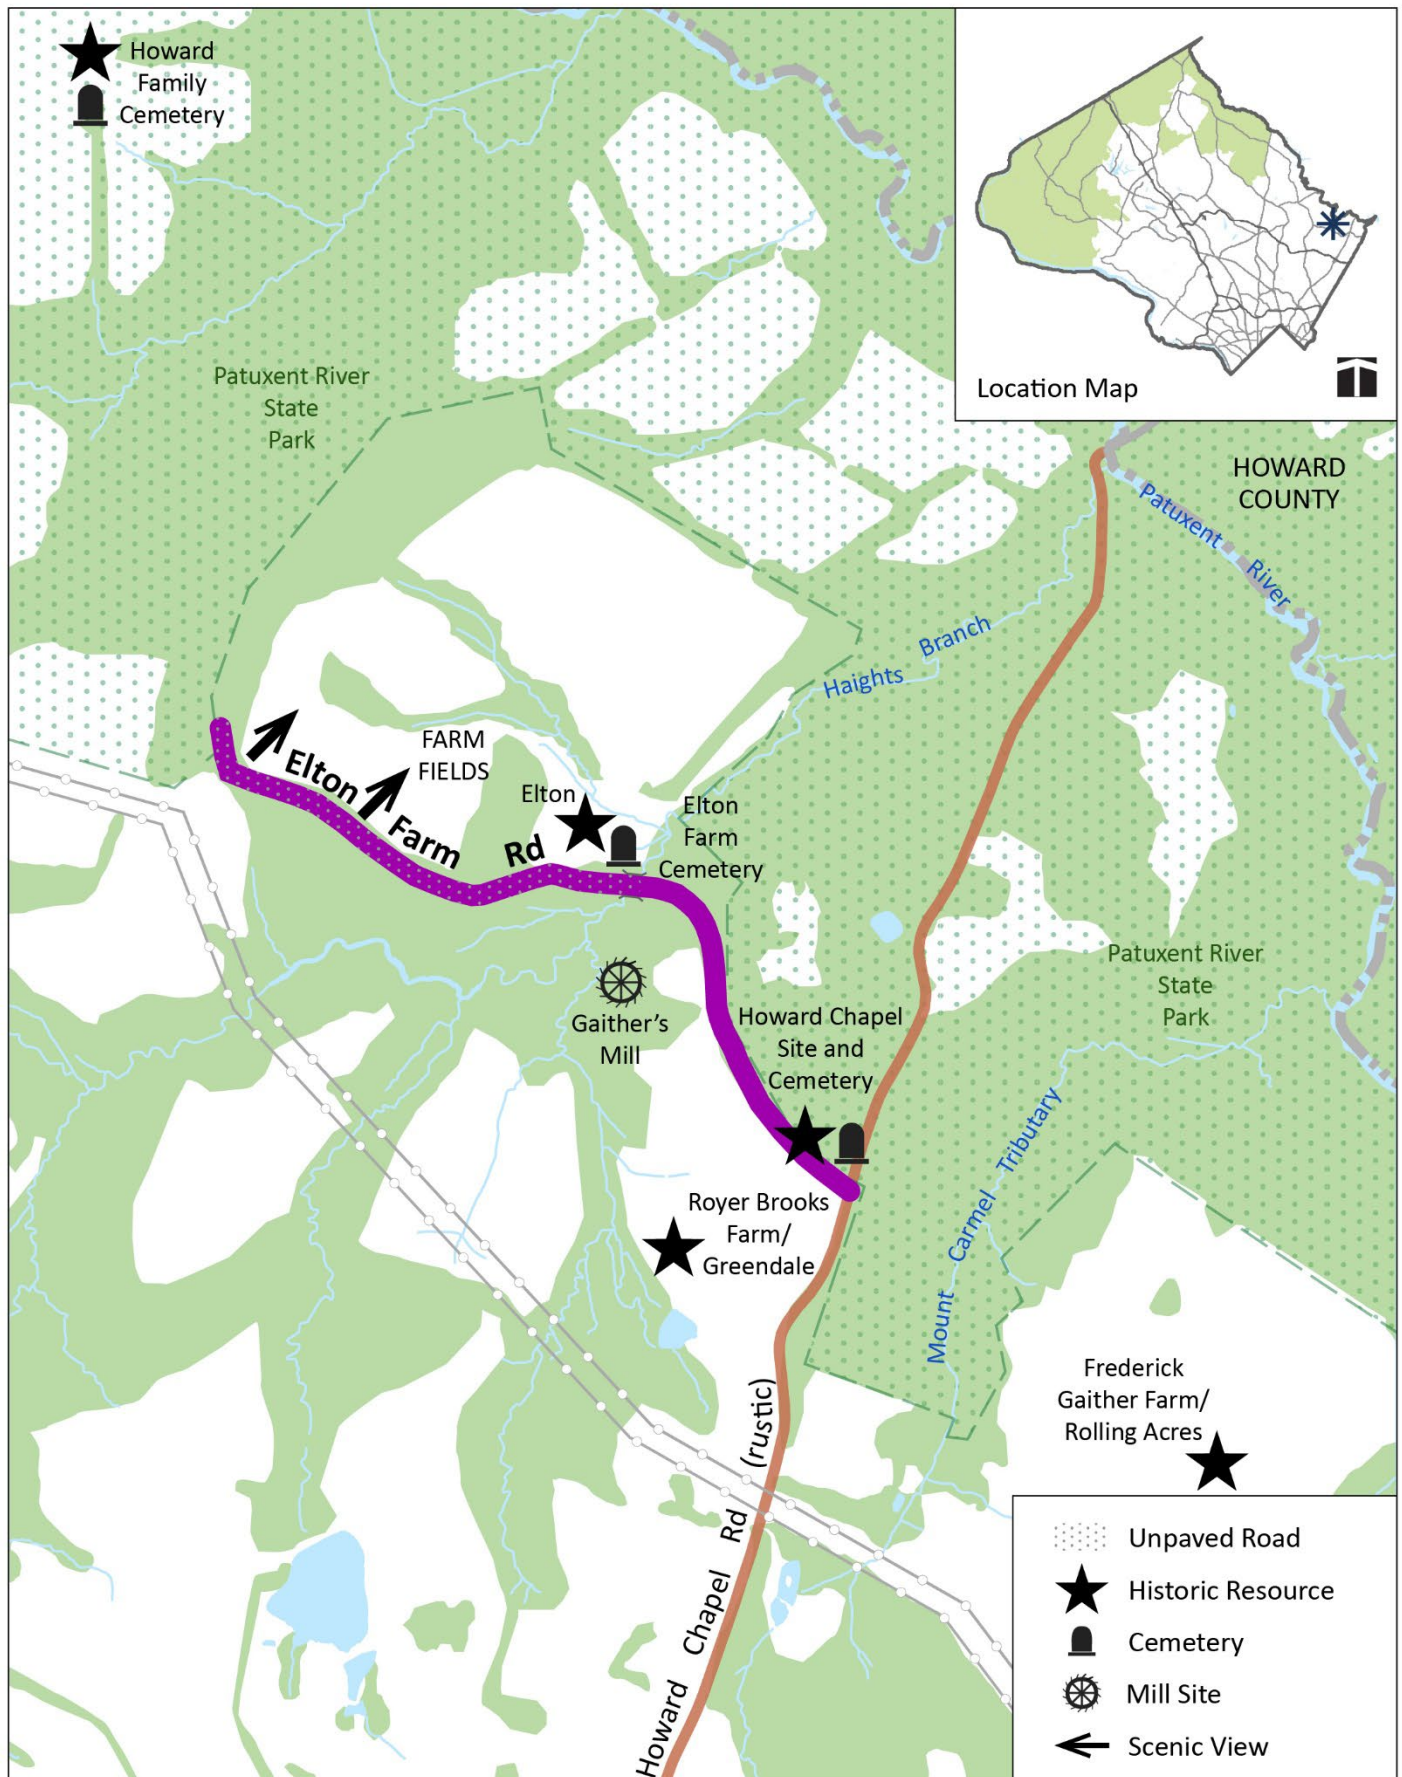 Howard
Family
Cemetery
Location Map
Patuxent River
State
Park
HOWARD
COUNTY
Patuxent River
Haights Branch
FARM
FIELDS
Elton Farm Rd
Elton
Elton
Farm
Cemetery
Gaither’s
Mill
Howard Chapel
Site and
Cemetery
Patuxent River
State
Park
Mount Carmel Tributary
Royer Brooks
Farm/
Greendale
Frederick
Gaither Farm/
Rolling Acres
Howard Chapel Rd (rustic)
Unpaved Road
Historic Resource
Cemetery
Mill Site
Scenic View